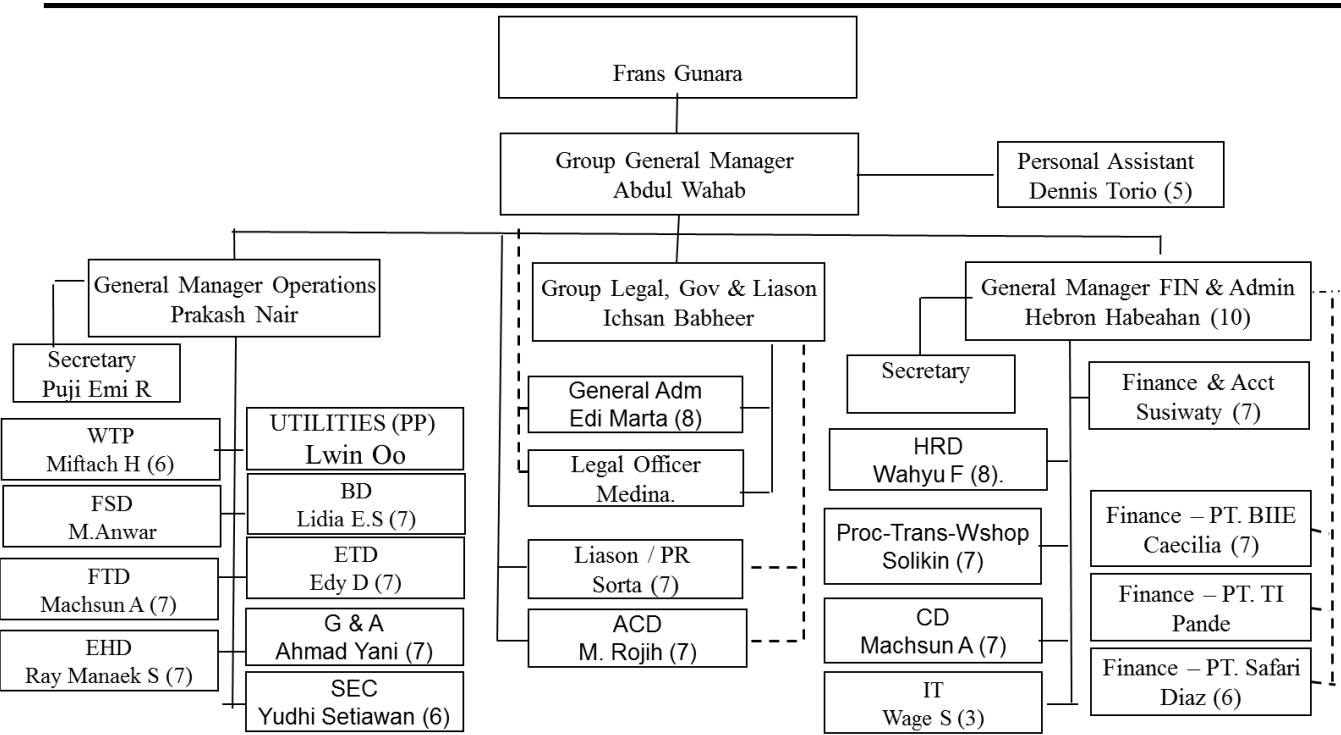 Frans Gunara
Group General Manager
Abdul Wahab
Personal Assistant
Dennis Torio (5)
General Manager Operations
Prakash Nair
Group Legal, Gov & Liason
Ichsan Babheer
General Manager FIN & Admin
Hebron Habeahan (10)
Secretary
Puji Emi R
Secretary
WTP
Miftach H (6)
UTILITIES (PP)
Lwin Oo
FSD
M.Anwar
BD
Lidia E.S (7)
FTD
Machsun A (7)
ETD
Edy D (7)
EHD
Ray Manaek S (7)
G & A
Ahmad Yani (7)
SEC
Yudhi Setiawan (6)
General Adm
Edi Marta (8)
Legal Officer
Medina.
Liason / PR
Sorta (7)
ACD
M. Rojih (7)
Finance & Acct
Susiwaty (7)
HRD
Wahyu F (8).
Proc-Trans-Wshop
Solikin (7)
CD
Machsun A (7)
IT
Wage S (3)
Finance – PT. BIIE
Caecilia (7)
Finance – PT. TI
Pande
Finance – PT. Safari
Diaz (6)